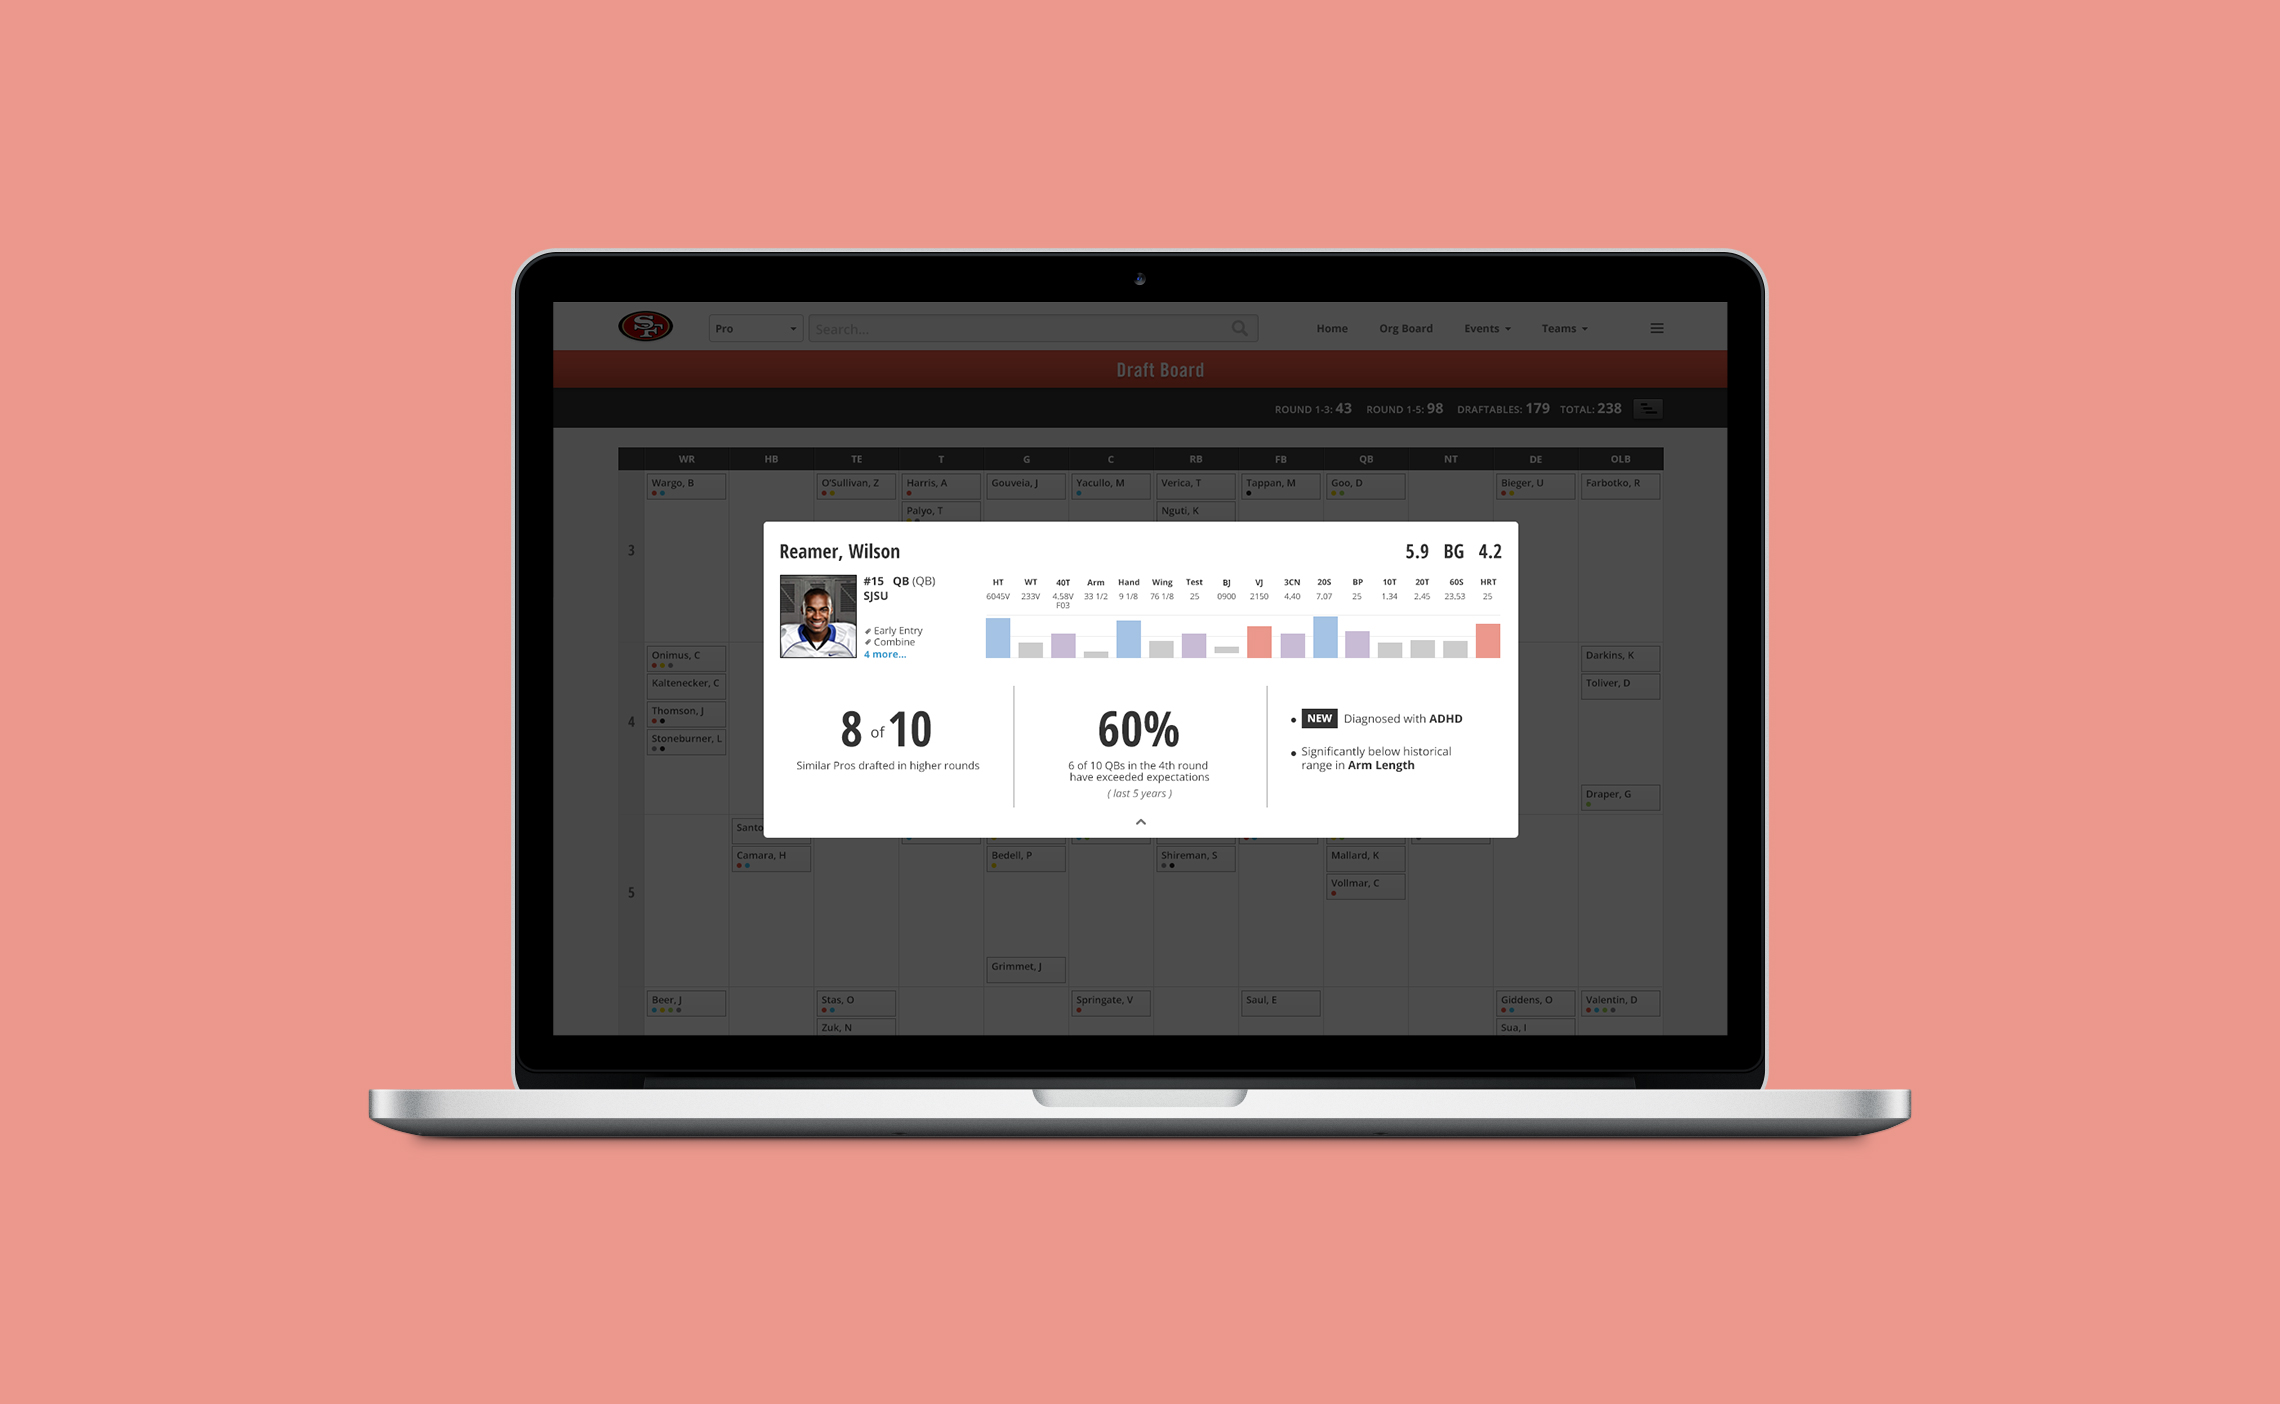 SF
Pro
Search...
Home
Org Board
Events
Teams
Draft Board
ROUND 1-3: 43
ROUND 1-5: 98
DRAFTABLES: 179
TOTAL: 238
WR
HB
TE
T
G
C
RB
FB
QB
NT
DE
OLB
3
Wargo, B
O'Sullivan, Z
Harris, A
Gouveia, J
Yacullo, M
Verica, T
Tappan, M
Goo, D
Bieger, U
Farbotko, R
Palyo, T
Nguti, K
Reamer, Wilson
5.9 BG 4.2
#15 QB (QB)
SJSU
Early Entry
Combine
4 more...
HT WT 40T Arm Hand Wing Test BJ VJ 3CN 20S BP 10T 20T 60S HRT
6045V 233V 4.58V 33 1/2 9 1/8 76 1/8 25 0900 2150 4.40 7.07 25 1.34 2.45 23.53 25
F03
8 of 10
Similar Pros drafted in higher rounds
60%
6 of 10 QBs in the 4th round
have exceeded expectations
( last 5 years )
NEW Diagnosed with ADHD
Significantly below historical
range in Arm Length
4
Onimus, C
Kaltenecker, C
Thomson, J
Stoneburner, L
Darkins, K
Toliver, D
Draper, G
5
Santo
Camara, H
Bedell, P
Shireman, S
Mallard, K
Vollmar, C
Grimmet, J
Beer, J
Stas, O
Springate, V
Saul, E
Giddens, O
Valentin, D
Zuk, N
Sua, I